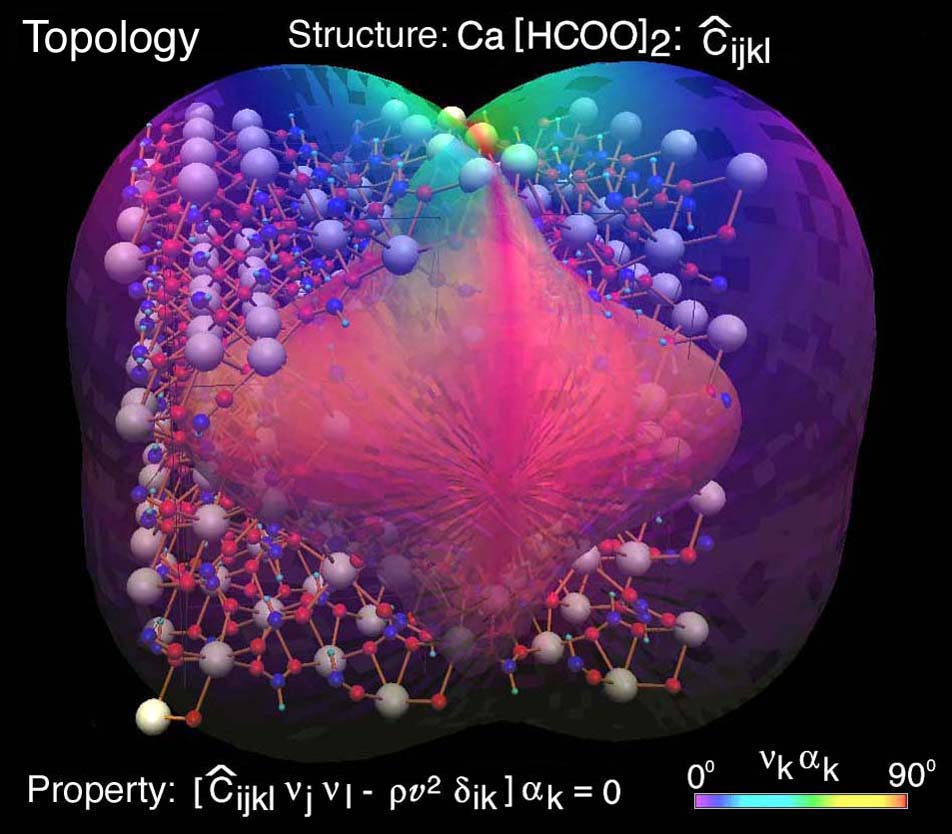 Topology
Structure: Ca [HCOO]₂: Ĉijkl
Property: [Ĉijkl νj νl - ρv² δik] αk = 0
0° νk αk 90°